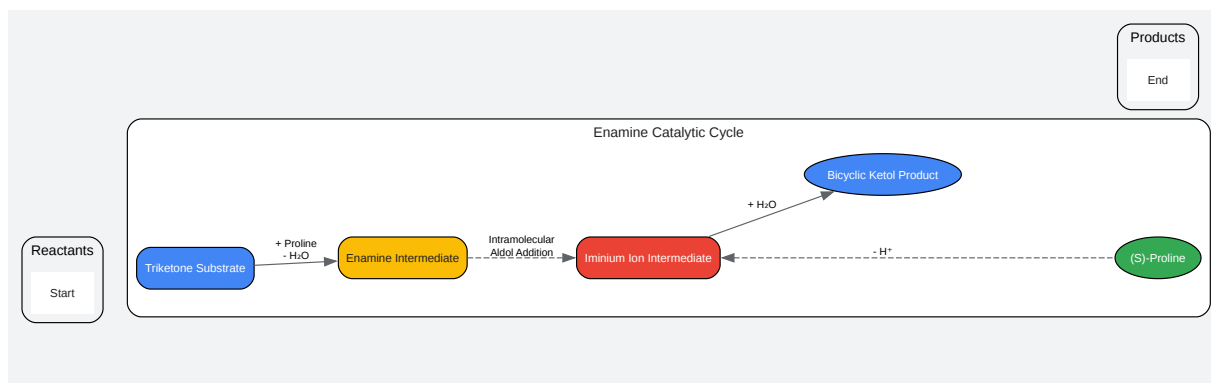 Products
End
Enamine Catalytic Cycle
Bicyclic Ketol Product
+ H₂O
Reactants
Start
Triketone Substrate
+ Proline
- H₂O
Enamine Intermediate
Intramolecular
Aldol Addition
Iminium Ion Intermediate
- H⁺
(S)-Proline